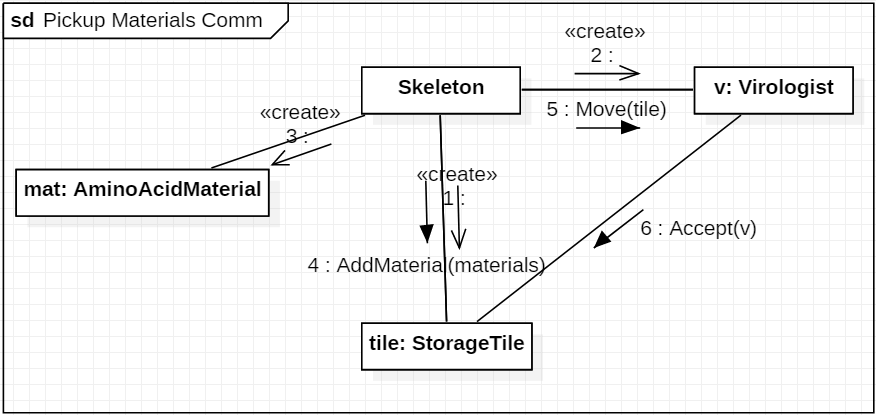 sd Pickup Materials Comm
«create»
2 :
Skeleton
v: Virologist
5 : Move(tile)
«create»
3 :
mat: AminoAcidMaterial
«create»
1 :
6 : Accept(v)
4 : AddMaterial(materials)
tile: StorageTile